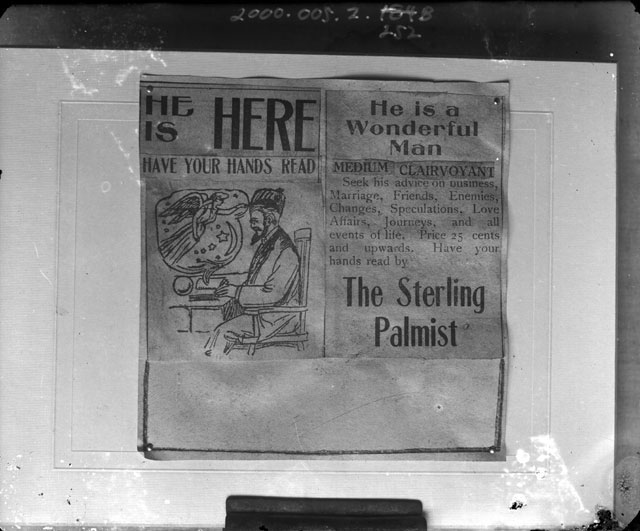 2000.005.2.1848
252
HE IS HERE
HAVE YOUR HANDS READ
He is a
Wonderful
Man
MEDIUM CLAIRVOYANT
Seek his advice on business,
Marriage, Friends, Enemies,
Changes, Speculations, Love
Affairs, Journeys, and all
events of life. Price 25 cents
and upwards. Have your
hands read by
The Sterling
Palmist